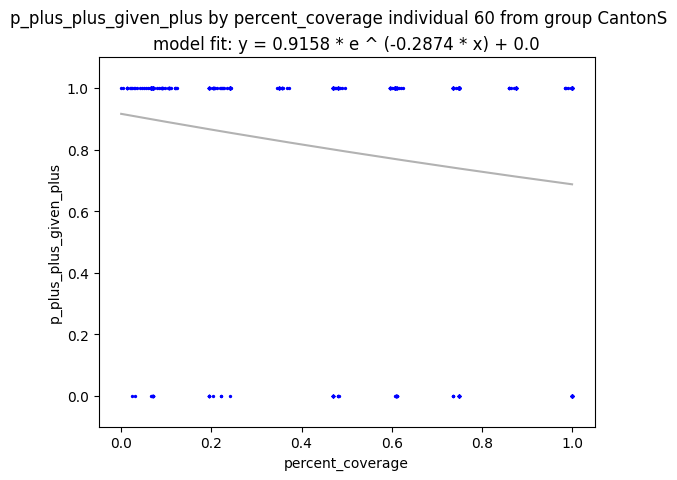 p_plus_plus_given_plus by percent_coverage individual 60 from group CantonS
model fit: y = 0.9158 * e ^ (-0.2874 * x) + 0.0
1.0
0.8
0.6
0.4
0.2
0.0
p_plus_plus_given_plus
0.0 0.2 0.4 0.6 0.8 1.0
percent_coverage